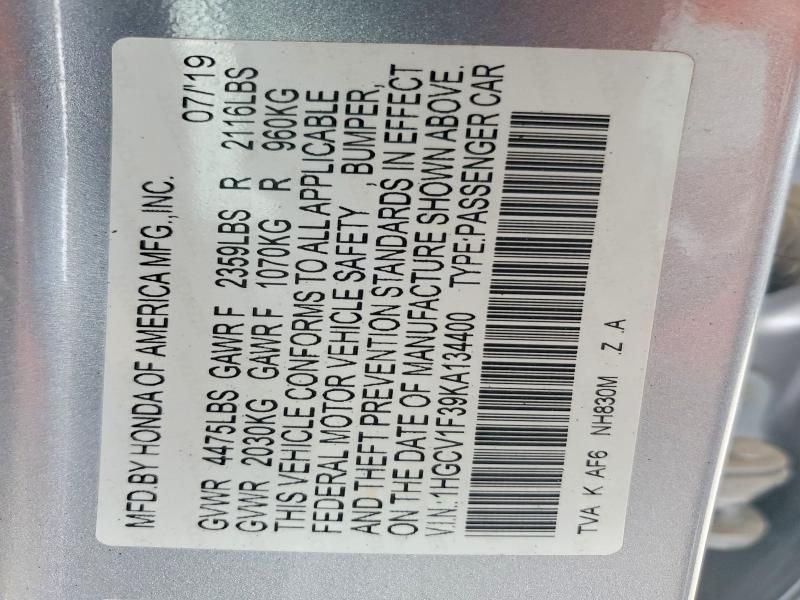 MFD.BY HONDA OF AMERICA MFG.,INC. 07/'19
GVWR 4475LBS GAWR F 2359LBS R 2116LBS
GVWR 2030KG GAWR F 1070KG R 960KG
THIS VEHICLE CONFORMS TO ALL APPLICABLE
FEDERAL MOTOR VEHICLE SAFETY , BUMPER,
AND THEFT PREVENTION STANDARDS IN EFFECT
ON THE DATE OF MANUFACTURE SHOWN ABOVE.
V.I.N.:1HGCV1F39KA134400 TYPE:PASSENGER CAR
TVA K AF6 NH830M .Z .A